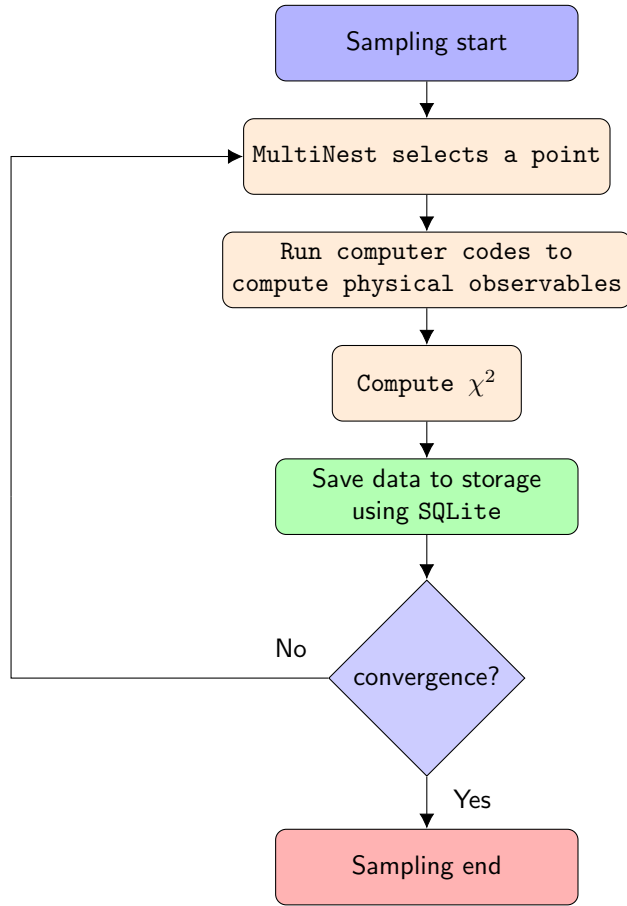 Sampling start
MultiNest selects a point
Run computer codes to
compute physical observables
Compute χ²
Save data to storage
using SQLite
No
convergence?
Yes
Sampling end